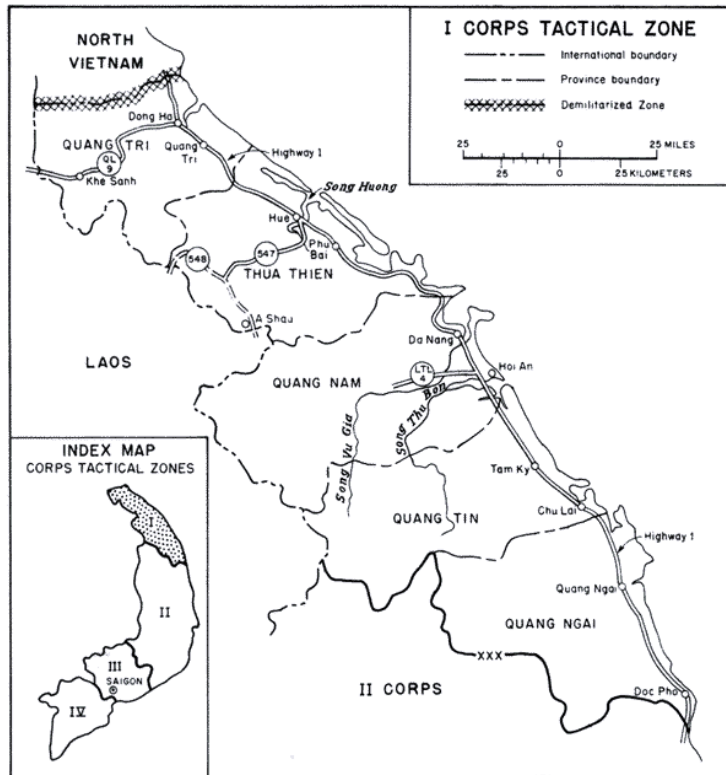 I CORPS TACTICAL ZONE
International boundary
Province boundary
Demilitarized Zone
25 0 25 MILES
25 0 25 KILOMETERS
NORTH
VIETNAM
Dong Ha
QUANG TRI
QL
9
Quang
Tri
Highway 1
Khe Sanh
Song Huong
Hue
548
547
Phu
Bai
THUA THIEN
A Shau
LAOS
Da Nang
LTL
4
Hoi An
QUANG NAM
Song Vu Gia
Song Thu Bon
Tam Ky
QUANG TIN
Chu Lai
Highway 1
Quang Ngai
QUANG NGAI
XXX
II CORPS
Doc Pho
INDEX MAP
CORPS TACTICAL ZONES
I
II
III
SAIGON
IV